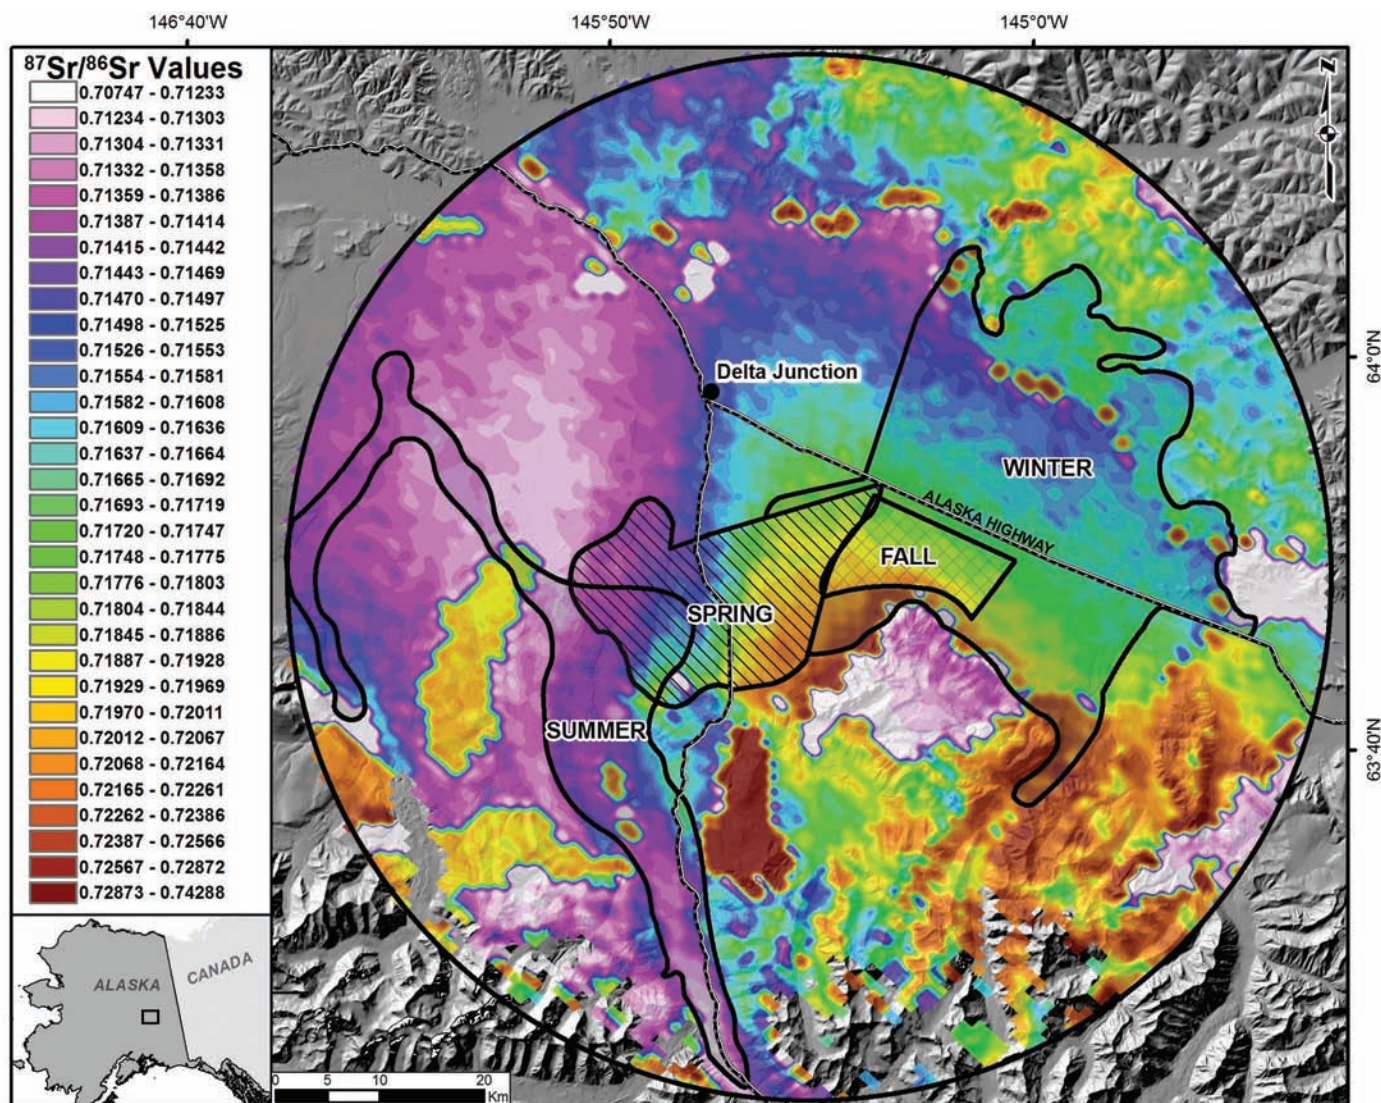 146°40'W
145°50'W
145°0'W
⁸⁷Sr/⁸⁶Sr Values
0.70747 - 0.71233
0.71234 - 0.71303
0.71304 - 0.71331
0.71332 - 0.71358
0.71359 - 0.71386
0.71387 - 0.71414
0.71415 - 0.71442
0.71443 - 0.71469
0.71470 - 0.71497
0.71498 - 0.71525
0.71526 - 0.71553
0.71554 - 0.71581
0.71582 - 0.71608
0.71609 - 0.71636
0.71637 - 0.71664
0.71665 - 0.71692
0.71693 - 0.71719
0.71720 - 0.71747
0.71748 - 0.71775
0.71776 - 0.71803
0.71804 - 0.71844
0.71845 - 0.71886
0.71887 - 0.71928
0.71929 - 0.71969
0.71970 - 0.72011
0.72012 - 0.72067
0.72068 - 0.72164
0.72165 - 0.72261
0.72262 - 0.72386
0.72387 - 0.72566
0.72567 - 0.72872
0.72873 - 0.74288
N
64°0'N
63°40'N
Delta Junction
WINTER
ALASKA HIGHWAY
FALL
SPRING
SUMMER
ALASKA
CANADA
0 5 10 20
Km